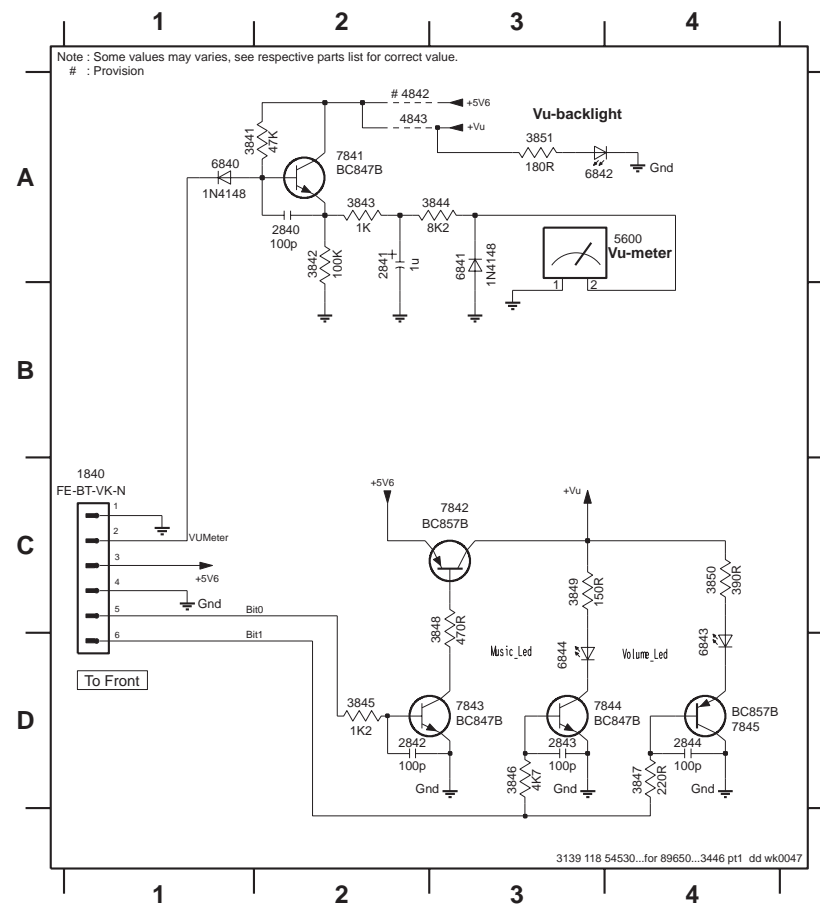 1 2 3 4
Note : Some values may varies, see respective parts list for correct value.
# : Provision
# 4842
+5V6
4843
+Vu
Vu-backlight
3841
47K
7841
BC847B
3851
180R
6842
Gnd
A
6840
1N4148
2840
100p
3843
1K
3844
8K2
3842
100K
2841
+
1u
6841
1N4148
5600
Vu-meter
1 2
B
1840
FE-BT-VK-N
1
2
VUMeter
3
+5V6
4
Gnd
5
Bit0
6
Bit1
To Front
C
+5V6
7842
BC857B
+Vu
3848
470R
3849
150R
3850
390R
Music_Led
6844
Volume_Led
6843
D
3845
1K2
7843
BC847B
7844
BC847B
BC857B
7845
2842
100p
Gnd
2843
100p
3846
4K7
Gnd
2844
100p
3847
220R
Gnd
A
B
C
D
3139 118 54530...for 89650...3446 pt1 dd wk0047
1 2 3 4